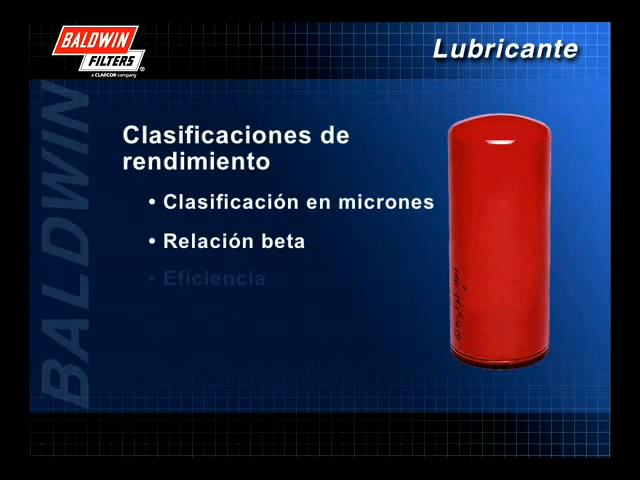 BALDWIN
FILTERS
a CLARCOR company
Lubricante
BALDWIN
Clasificaciones de
rendimiento
• Clasificación en micrones
• Relación beta
• Eficiencia